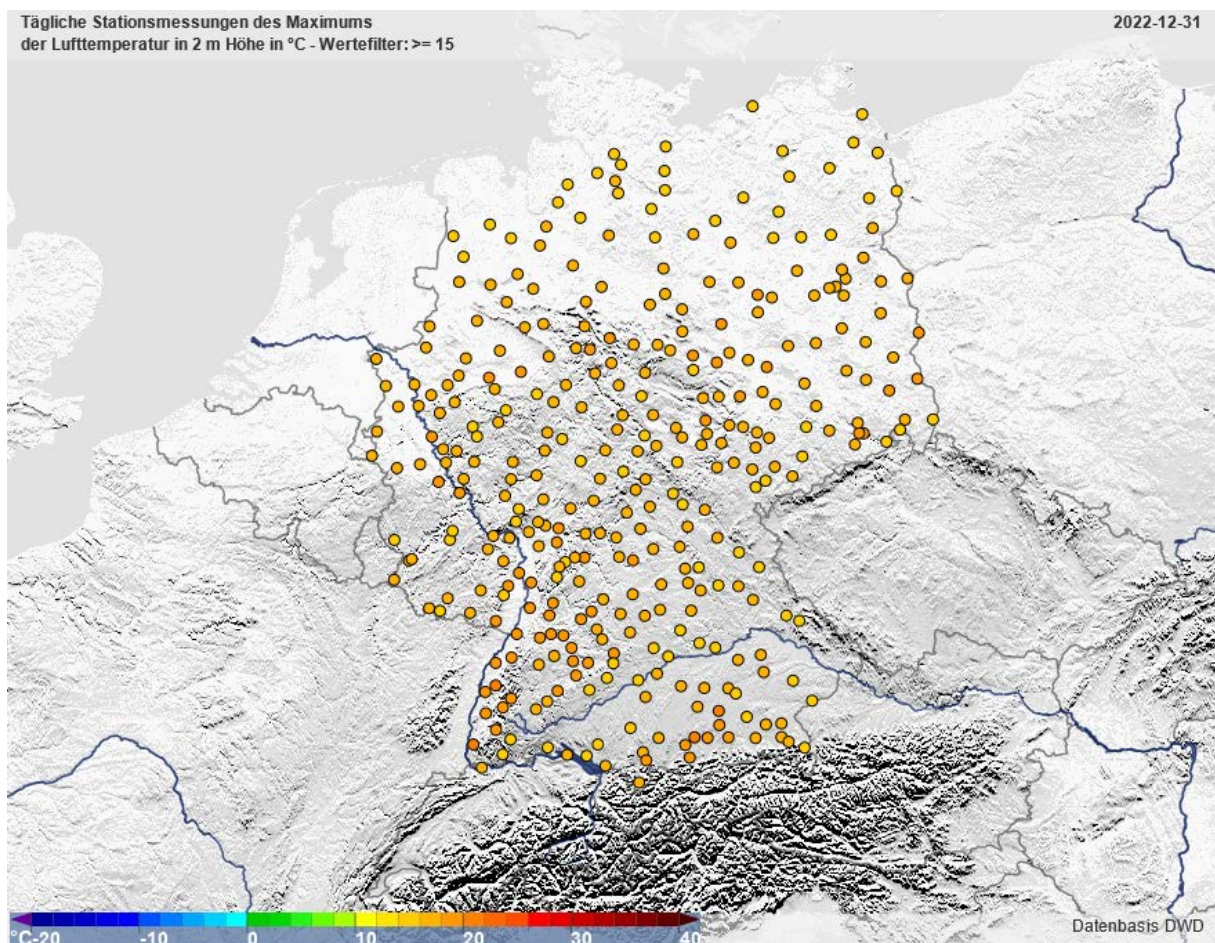 Tägliche Stationsmessungen des Maximums
der Lufttemperatur in 2 m Höhe in °C - Wertefilter: >= 15
2022-12-31
Datenbasis DWD
°C -20 -10 0 10 20 30 40